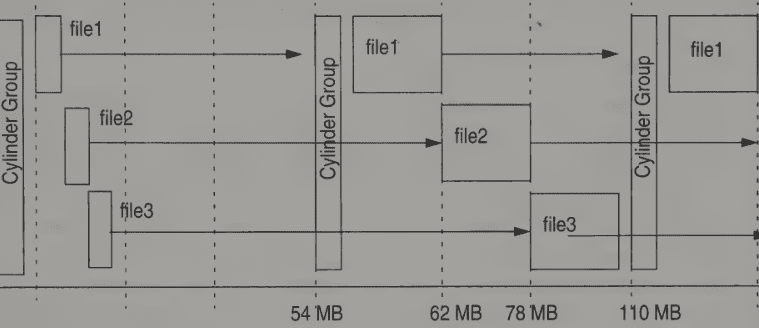 file1
file1
file1
Cylinder Group
Cylinder Group
Cylinder Group
file2
file2
file3
file3
54 MB
62 MB
78 MB
110 MB